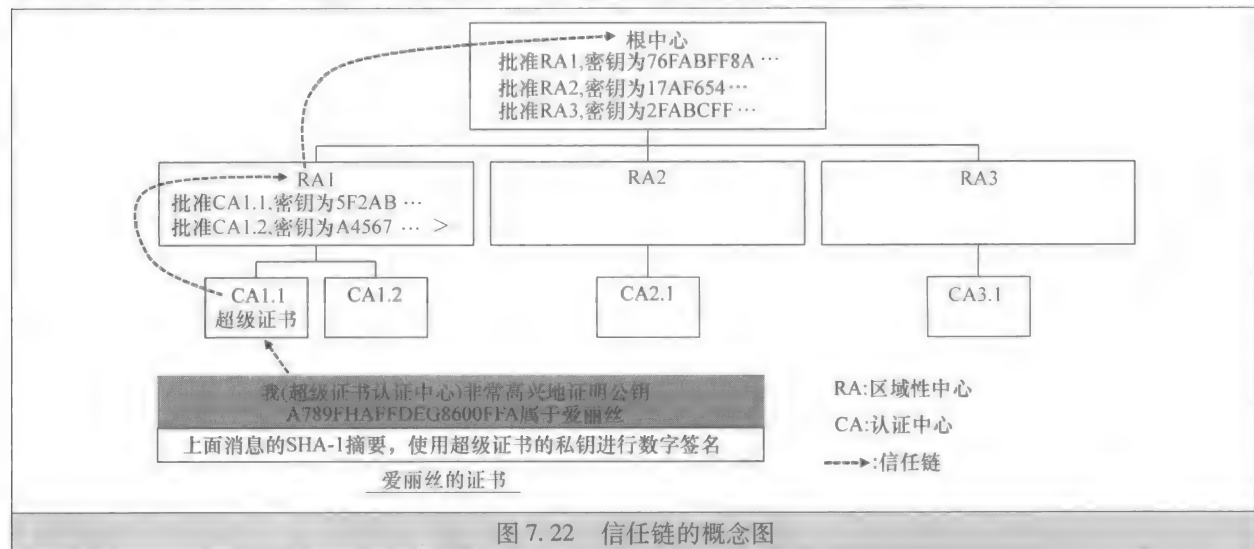 根中心
批准RA1,密钥为76FABFF8A …
批准RA2,密钥为17AF654…
批准RA3,密钥为2FABCFF …
RA1
批准CA1.1,密钥为5F2AB …
批准CA1.2,密钥为A4567 … >
RA2
RA3
CA1.1
超级证书
CA1.2
CA2.1
CA3.1
我(超级证书认证中心)非常高兴地证明公钥
A789FHAFFDEG8600FFA属于爱丽丝
上面消息的SHA-1摘要，使用超级证书的私钥进行数字签名
爱丽丝的证书
RA:区域性中心
CA:认证中心
:信任链
图 7.22 信任链的概念图